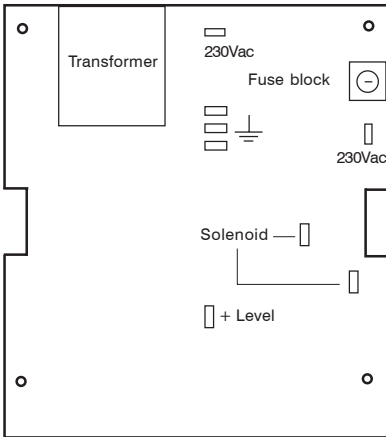 230Vac
Transformer
Fuse block
230Vac
Solenoid
+ Level